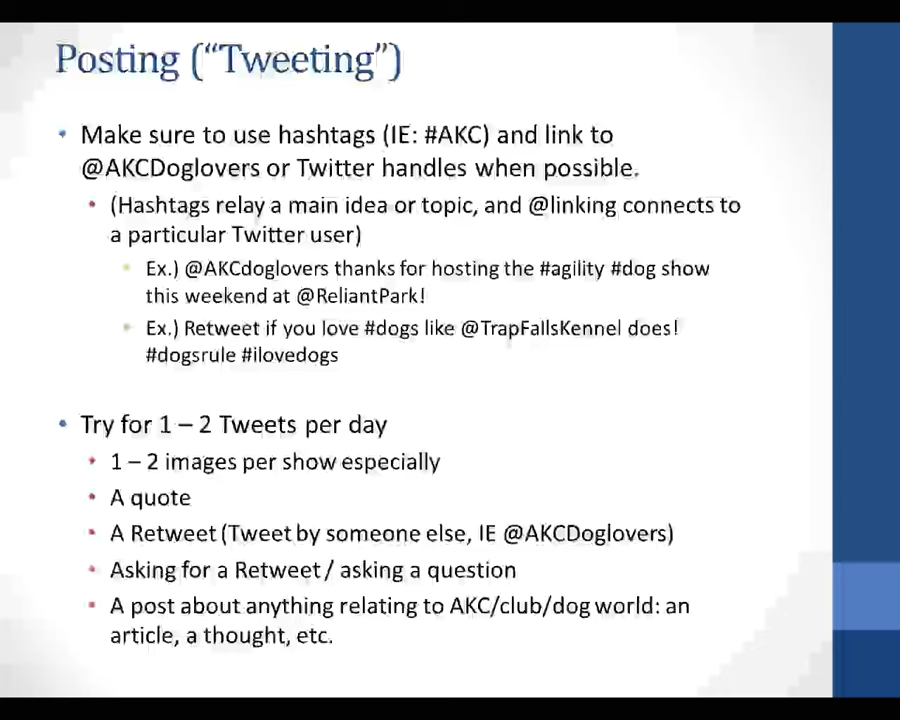 Posting (“Tweeting”)
• Make sure to use hashtags (IE: #AKC) and link to
@AKCDoglovers or Twitter handles when possible.
• (Hashtags relay a main idea or topic, and @linking connects to
a particular Twitter user)
• Ex.) @AKCdoglovers thanks for hosting the #agility #dog show
this weekend at @ReliantPark!
• Ex.) Retweet if you love #dogs like @TrapFallsKennel does!
#dogsrule #ilovedogs
• Try for 1 – 2 Tweets per day
• 1 – 2 images per show especially
• A quote
• A Retweet (Tweet by someone else, IE @AKCDoglovers)
• Asking for a Retweet / asking a question
• A post about anything relating to AKC/club/dog world: an
article, a thought, etc.